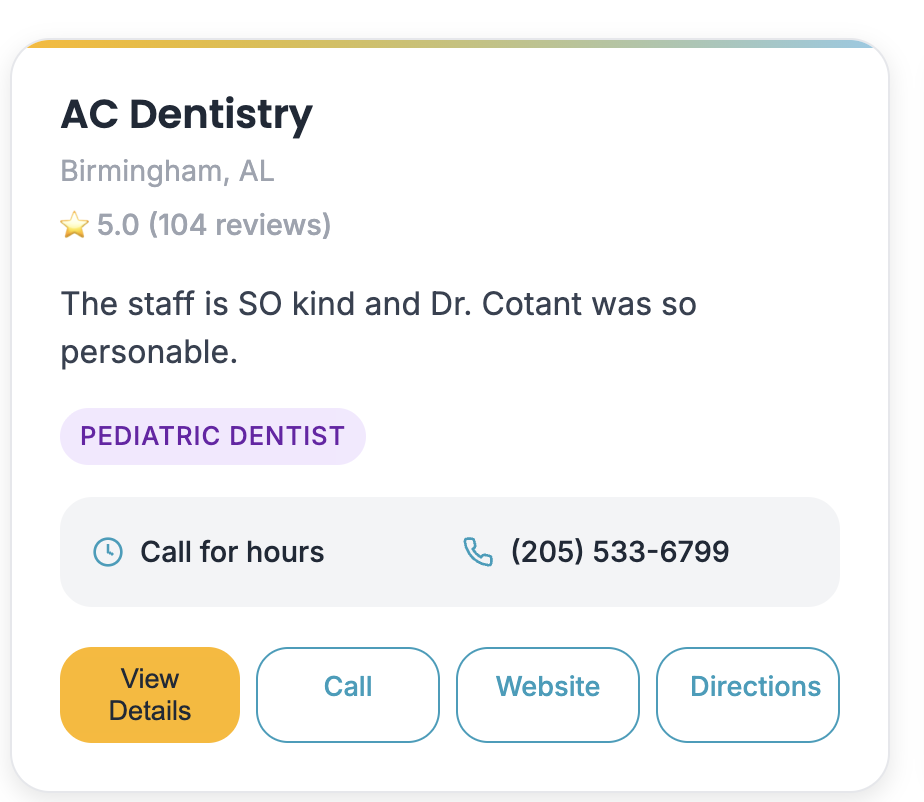 AC Dentistry
Birmingham, AL
⭐ 5.0 (104 reviews)
The staff is SO kind and Dr. Cotant was so
personable.
PEDIATRIC DENTIST
Call for hours
(205) 533-6799
View
Details
Call
Website
Directions